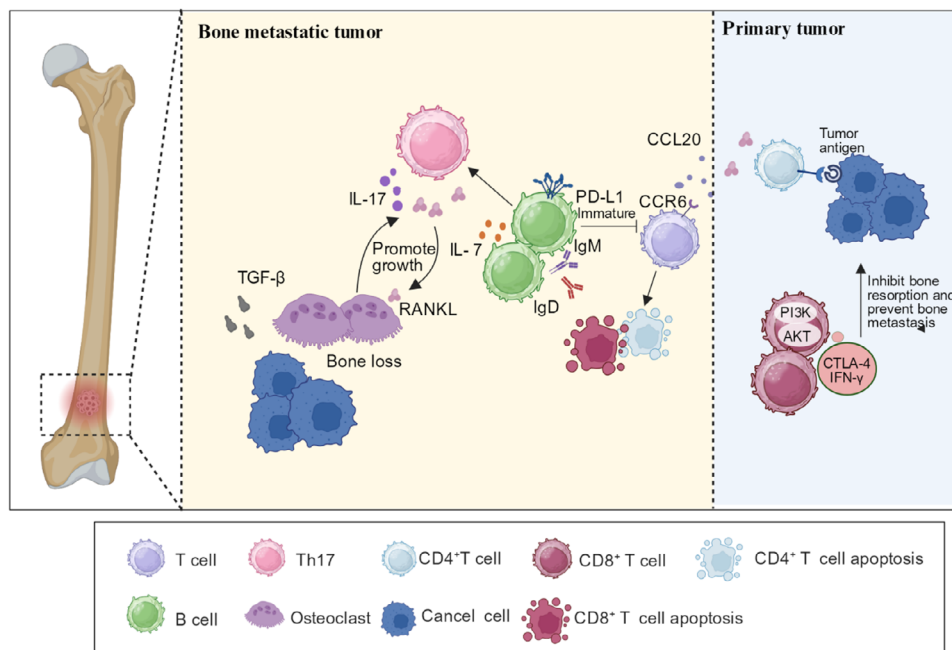 Bone metastatic tumor
Primary tumor
CCL20
Tumor
antigen
IL-17
PD-L1
Immature
CCR6
IL- 7
IgM
Promote
growth
TGF-β
RANKL
IgD
Bone loss
Inhibit bone
resorption and
prevent bone
metastasis
PI3K
AKT
CTLA-4
IFN-γ
T cell
Th17
CD4⁺T cell
CD8⁺ T cell
CD4⁺ T cell apoptosis
B cell
Osteoclast
Cancel cell
CD8⁺ T cell apoptosis